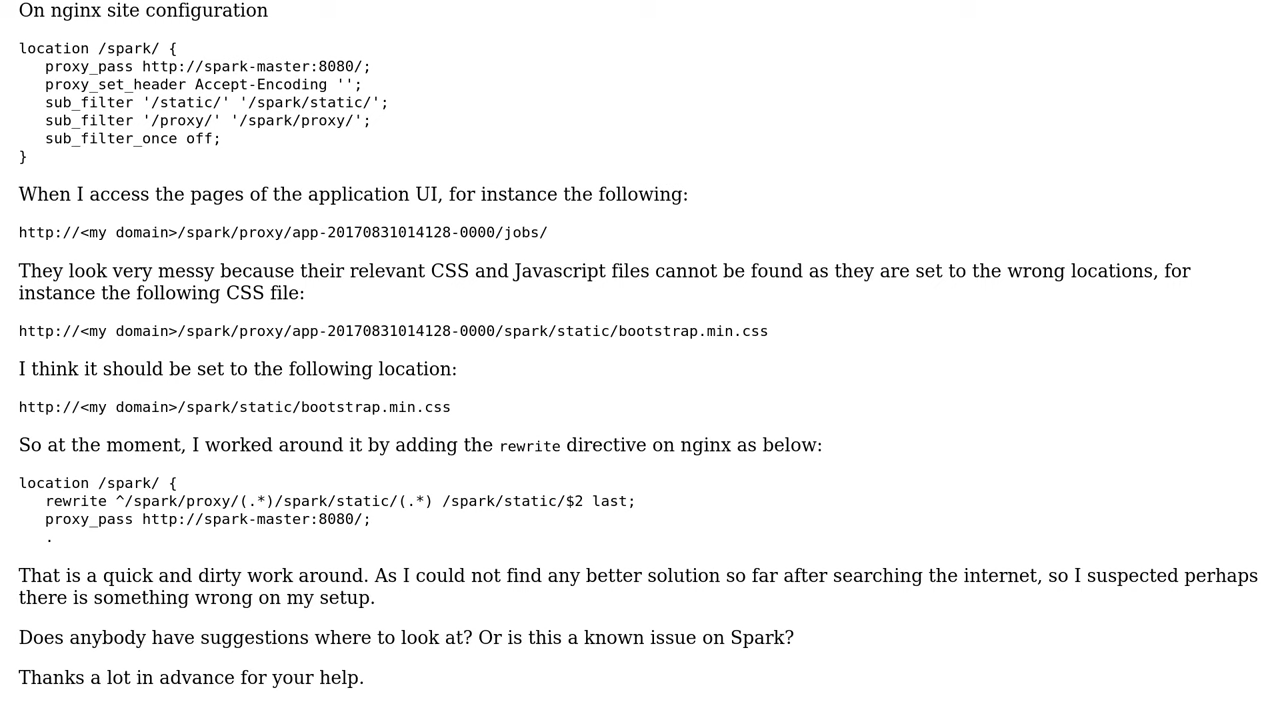 On nginx site configuration
location /spark/ {
proxy_pass http://spark-master:8080/;
proxy_set_header Accept-Encoding '';
sub_filter '/static/' '/spark/static/';
sub_filter '/proxy/' '/spark/proxy/';
sub_filter_once off;
}
When I access the pages of the application UI, for instance the following:
http://<my domain>/spark/proxy/app-20170831014128-0000/jobs/
They look very messy because their relevant CSS and Javascript files cannot be found as they are set to the wrong locations, for
instance the following CSS file:
http://<my domain>/spark/proxy/app-20170831014128-0000/spark/static/bootstrap.min.css
I think it should be set to the following location:
http://<my domain>/spark/static/bootstrap.min.css
So at the moment, I worked around it by adding the rewrite directive on nginx as below:
location /spark/ {
rewrite ^/spark/proxy/(.*)/spark/static/(.*) /spark/static/$2 last;
proxy_pass http://spark-master:8080/;
.
That is a quick and dirty work around. As I could not find any better solution so far after searching the internet, so I suspected perhaps
there is something wrong on my setup.
Does anybody have suggestions where to look at? Or is this a known issue on Spark?
Thanks a lot in advance for your help.